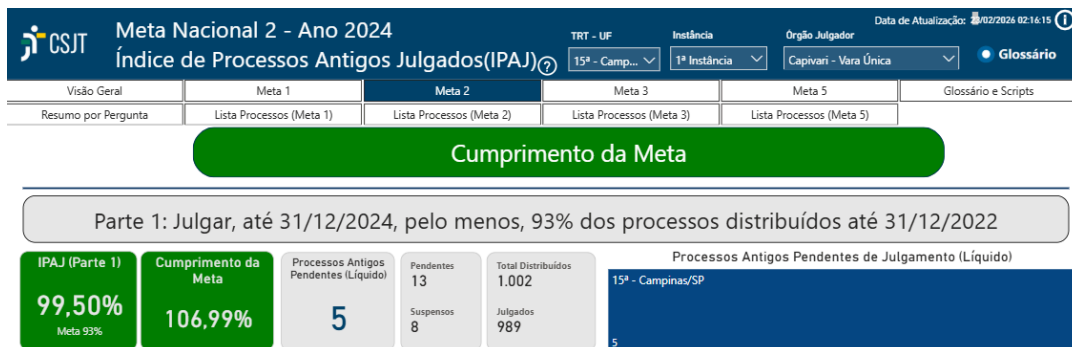 CSJT
Meta Nacional 2 - Ano 2024
Índice de Processos Antigos Julgados(IPAJ)
TRT - UF
15ª - Camp...
Instância
1ª Instância
Órgão Julgador
Capivari - Vara Única
Data de Atualização: /02/2026 02:16:15
Glossário
Visão Geral
Meta 1
Meta 2
Meta 3
Meta 5
Glossário e Scripts
Resumo por Pergunta
Lista Processos (Meta 1)
Lista Processos (Meta 2)
Lista Processos (Meta 3)
Lista Processos (Meta 5)
Cumprimento da Meta
Parte 1: Julgar, até 31/12/2024, pelo menos, 93% dos processos distribuídos até 31/12/2022
IPAJ (Parte 1)
99,50%
Meta 93%
Cumprimento da
Meta
106,99%
Processos Antigos
Pendentes (Líquido)
5
Pendentes
13
Suspensos
8
Total Distribuídos
1.002
Julgados
989
Processos Antigos Pendentes de Julgamento (Líquido)
15ª - Campinas/SP
5